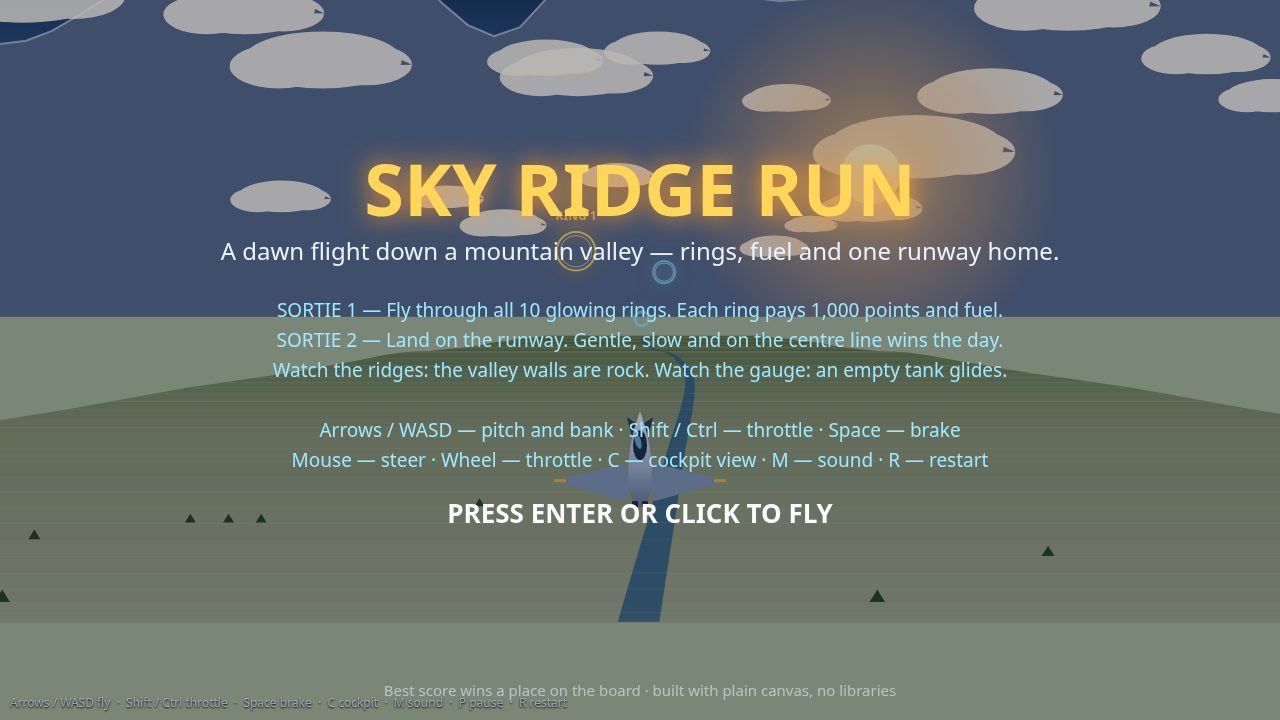 SKY RIDGE RUN
RING 1
A dawn flight down a mountain valley — rings, fuel and one runway home.
SORTIE 1 — Fly through all 10 glowing rings. Each ring pays 1,000 points and fuel.
SORTIE 2 — Land on the runway. Gentle, slow and on the centre line wins the day.
Watch the ridges: the valley walls are rock. Watch the gauge: an empty tank glides.
Arrows / WASD — pitch and bank · Shift / Ctrl — throttle · Space — brake
Mouse — steer · Wheel — throttle · C — cockpit view · M — sound · R — restart
PRESS ENTER OR CLICK TO FLY
Best score wins a place on the board · built with plain canvas, no libraries
Arrows / WASD fly · Shift / Ctrl throttle · Space brake · C cockpit · M sound · P pause · R restart